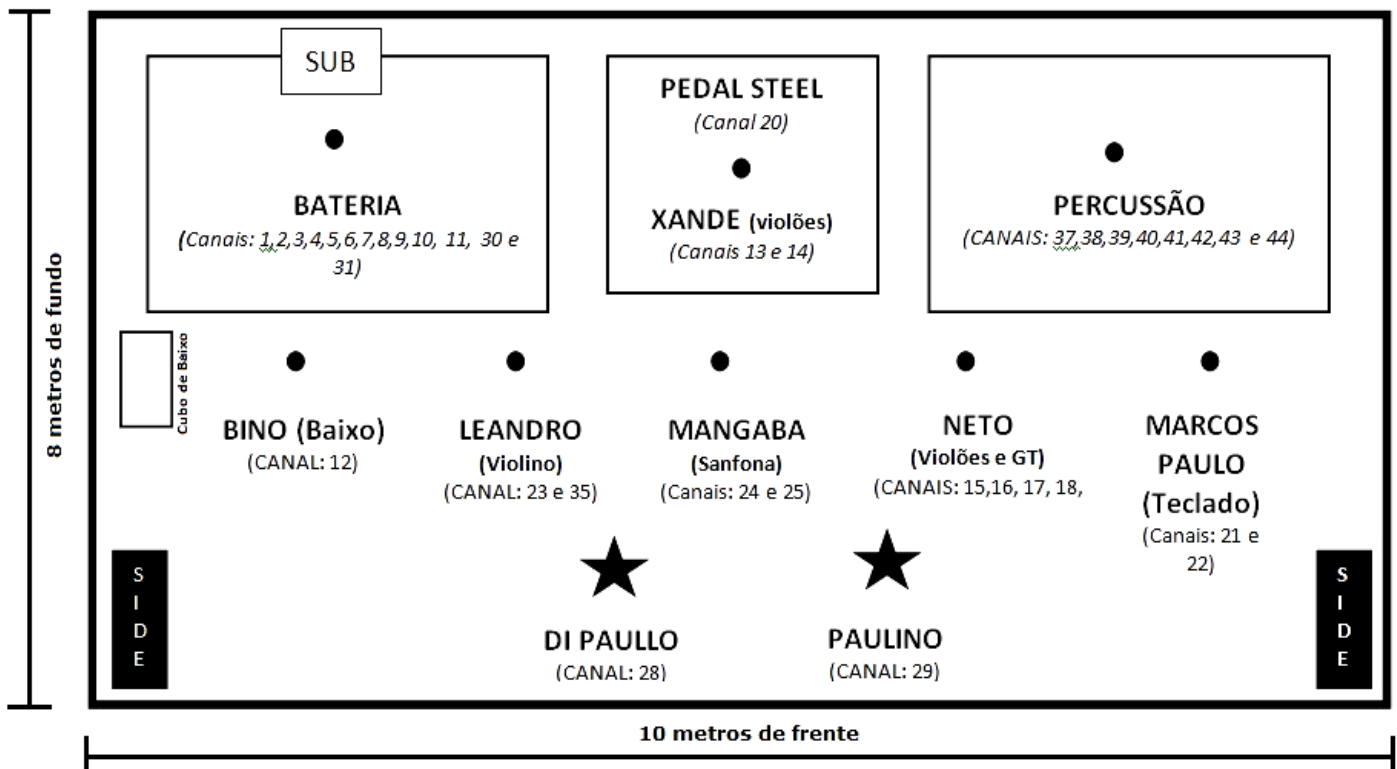 SUB
BATERIA
(Canais: 1,2,3,4,5,6,7,8,9,10, 11, 30 e
31)
PEDAL STEEL
(Canal 20)
XANDE (violões)
(Canais 13 e 14)
PERCUSSÃO
(CANAIS: 37,38,39,40,41,42,43 e 44)
8 metros de fundo
Cubo de Baixo
BINO (Baixo)
(CANAL: 12)
LEANDRO
(Violino)
(CANAL: 23 e 35)
MANGABA
(Sanfona)
(Canais: 24 e 25)
NETO
(Violões e GT)
(CANAIS: 15,16, 17, 18,
MARCOS
PAULO
(Teclado)
(Canais: 21 e
22)
SIDE
DI PAULLO
(CANAL: 28)
PAULINO
(CANAL: 29)
SIDE
10 metros de frente